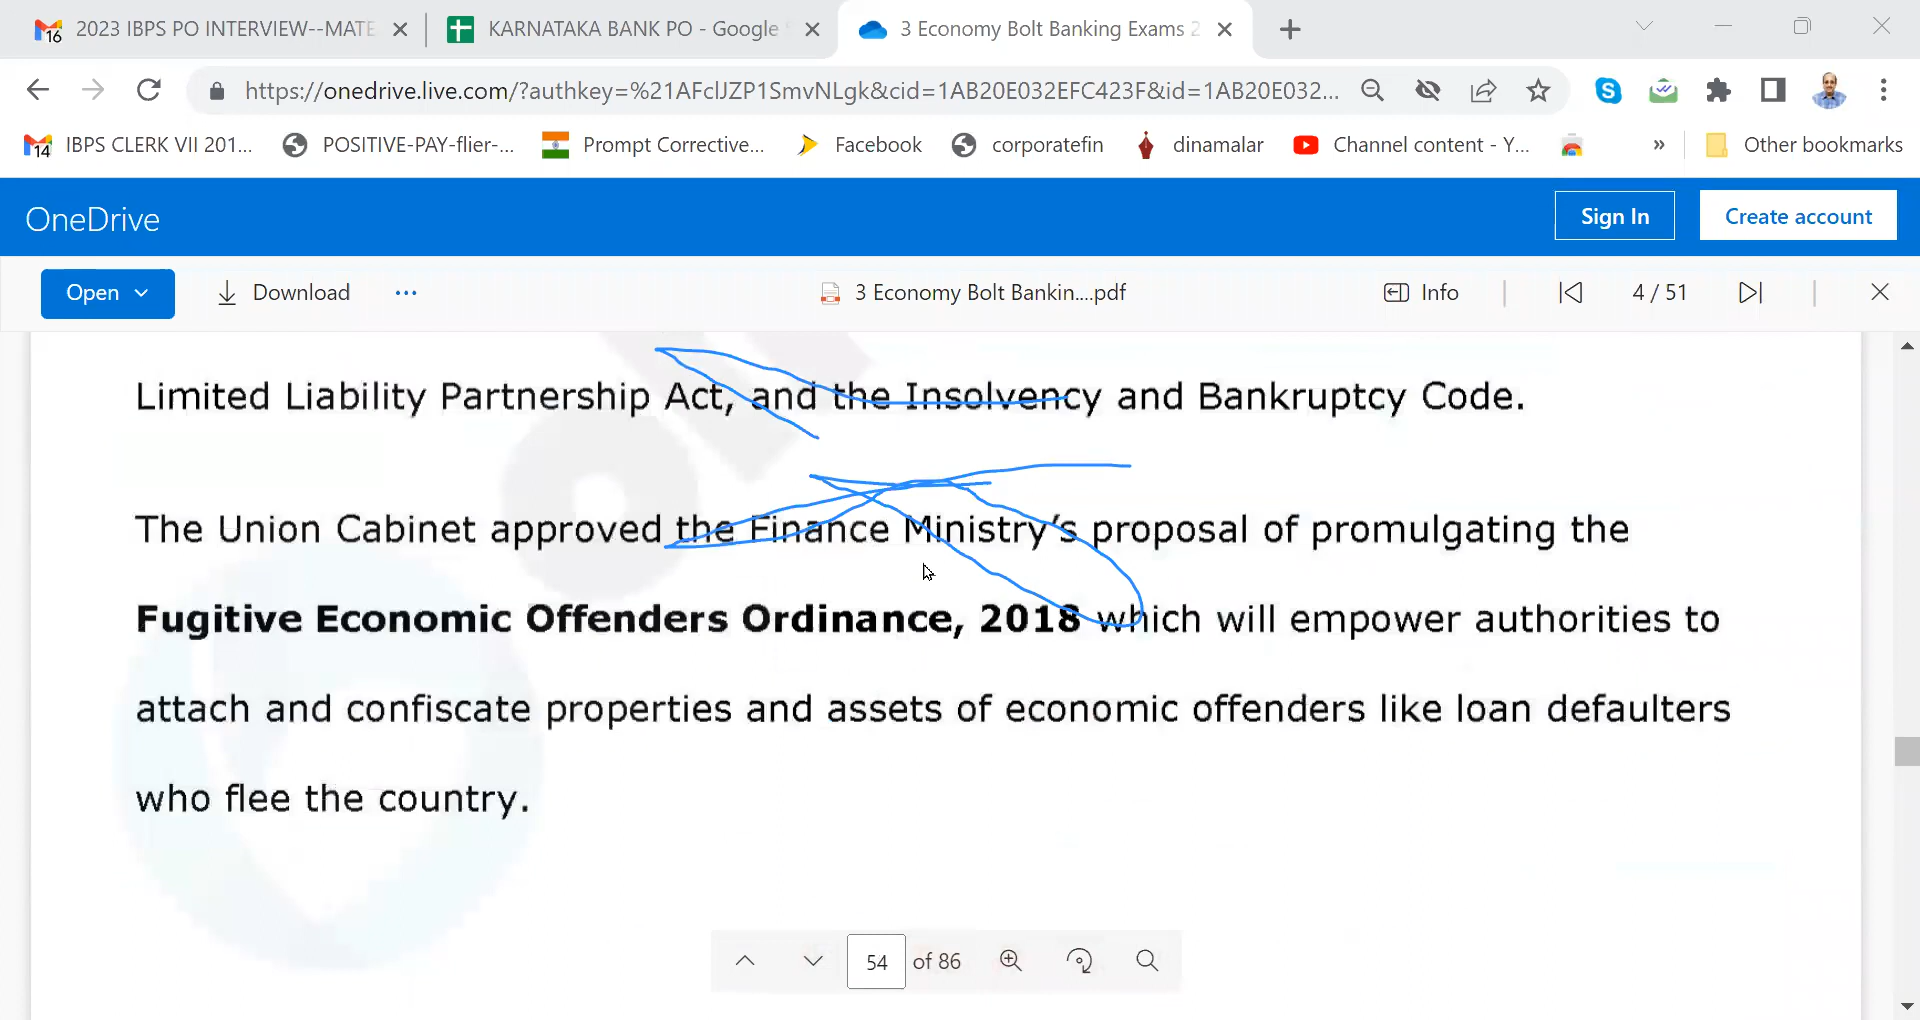 2023 IBPS PO INTERVIEW--MATE
KARNATAKA BANK PO - Google
3 Economy Bolt Banking Exams 2
https://onedrive.live.com/?authkey=%21AFclJZP1SmvNLgk&cid=1AB20E032EFC423F&id=1AB20E032...
IBPS CLERK VII 201... POSITIVE-PAY-flier-... Prompt Corrective... Facebook corporatefin dinamalar Channel content - Y... » Other bookmarks
OneDrive Sign In Create account
Open Download ... 3 Economy Bolt Bankin....pdf Info 4 / 51
Limited Liability Partnership Act, and the Insolvency and Bankruptcy Code.
The Union Cabinet approved the Finance Ministry's proposal of promulgating the
Fugitive Economic Offenders Ordinance, 2018 which will empower authorities to
attach and confiscate properties and assets of economic offenders like loan defaulters
who flee the country.
54 of 86